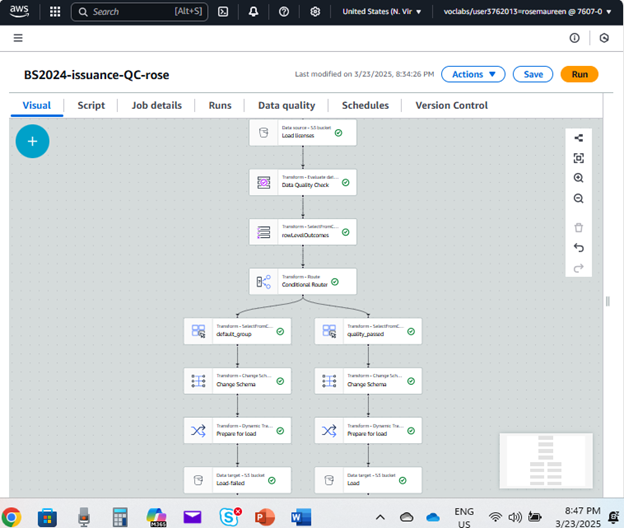 aws
Search [Alt+S]
United States (N. Vir
voclabs/user3762013=rosemaureen @ 7607-0
BS2024-issuance-QC-rose
Last modified on 3/23/2025, 8:34:26 PM
Actions
Save
Run
Visual
Script
Job details
Runs
Data quality
Schedules
Version Control
Data source - S3 bucket
Load licenses
Transform - Evaluate dat...
Data Quality Check
Transform - SelectFromC...
rowLevelOutcomes
Transform - Route
Conditional Router
Transform - SelectFromC...
default_group
Transform - SelectFromC...
quality_passed
Transform - Change Sch...
Change Schema
Transform - Change Sch...
Change Schema
Transform - Dynamic Tra...
Prepare for load
Transform - Dynamic Tra...
Prepare for load
Data target - S3 bucket
Load-failed
Data target - S3 bucket
Load
M365
ENG
US
8:47 PM
3/23/2025